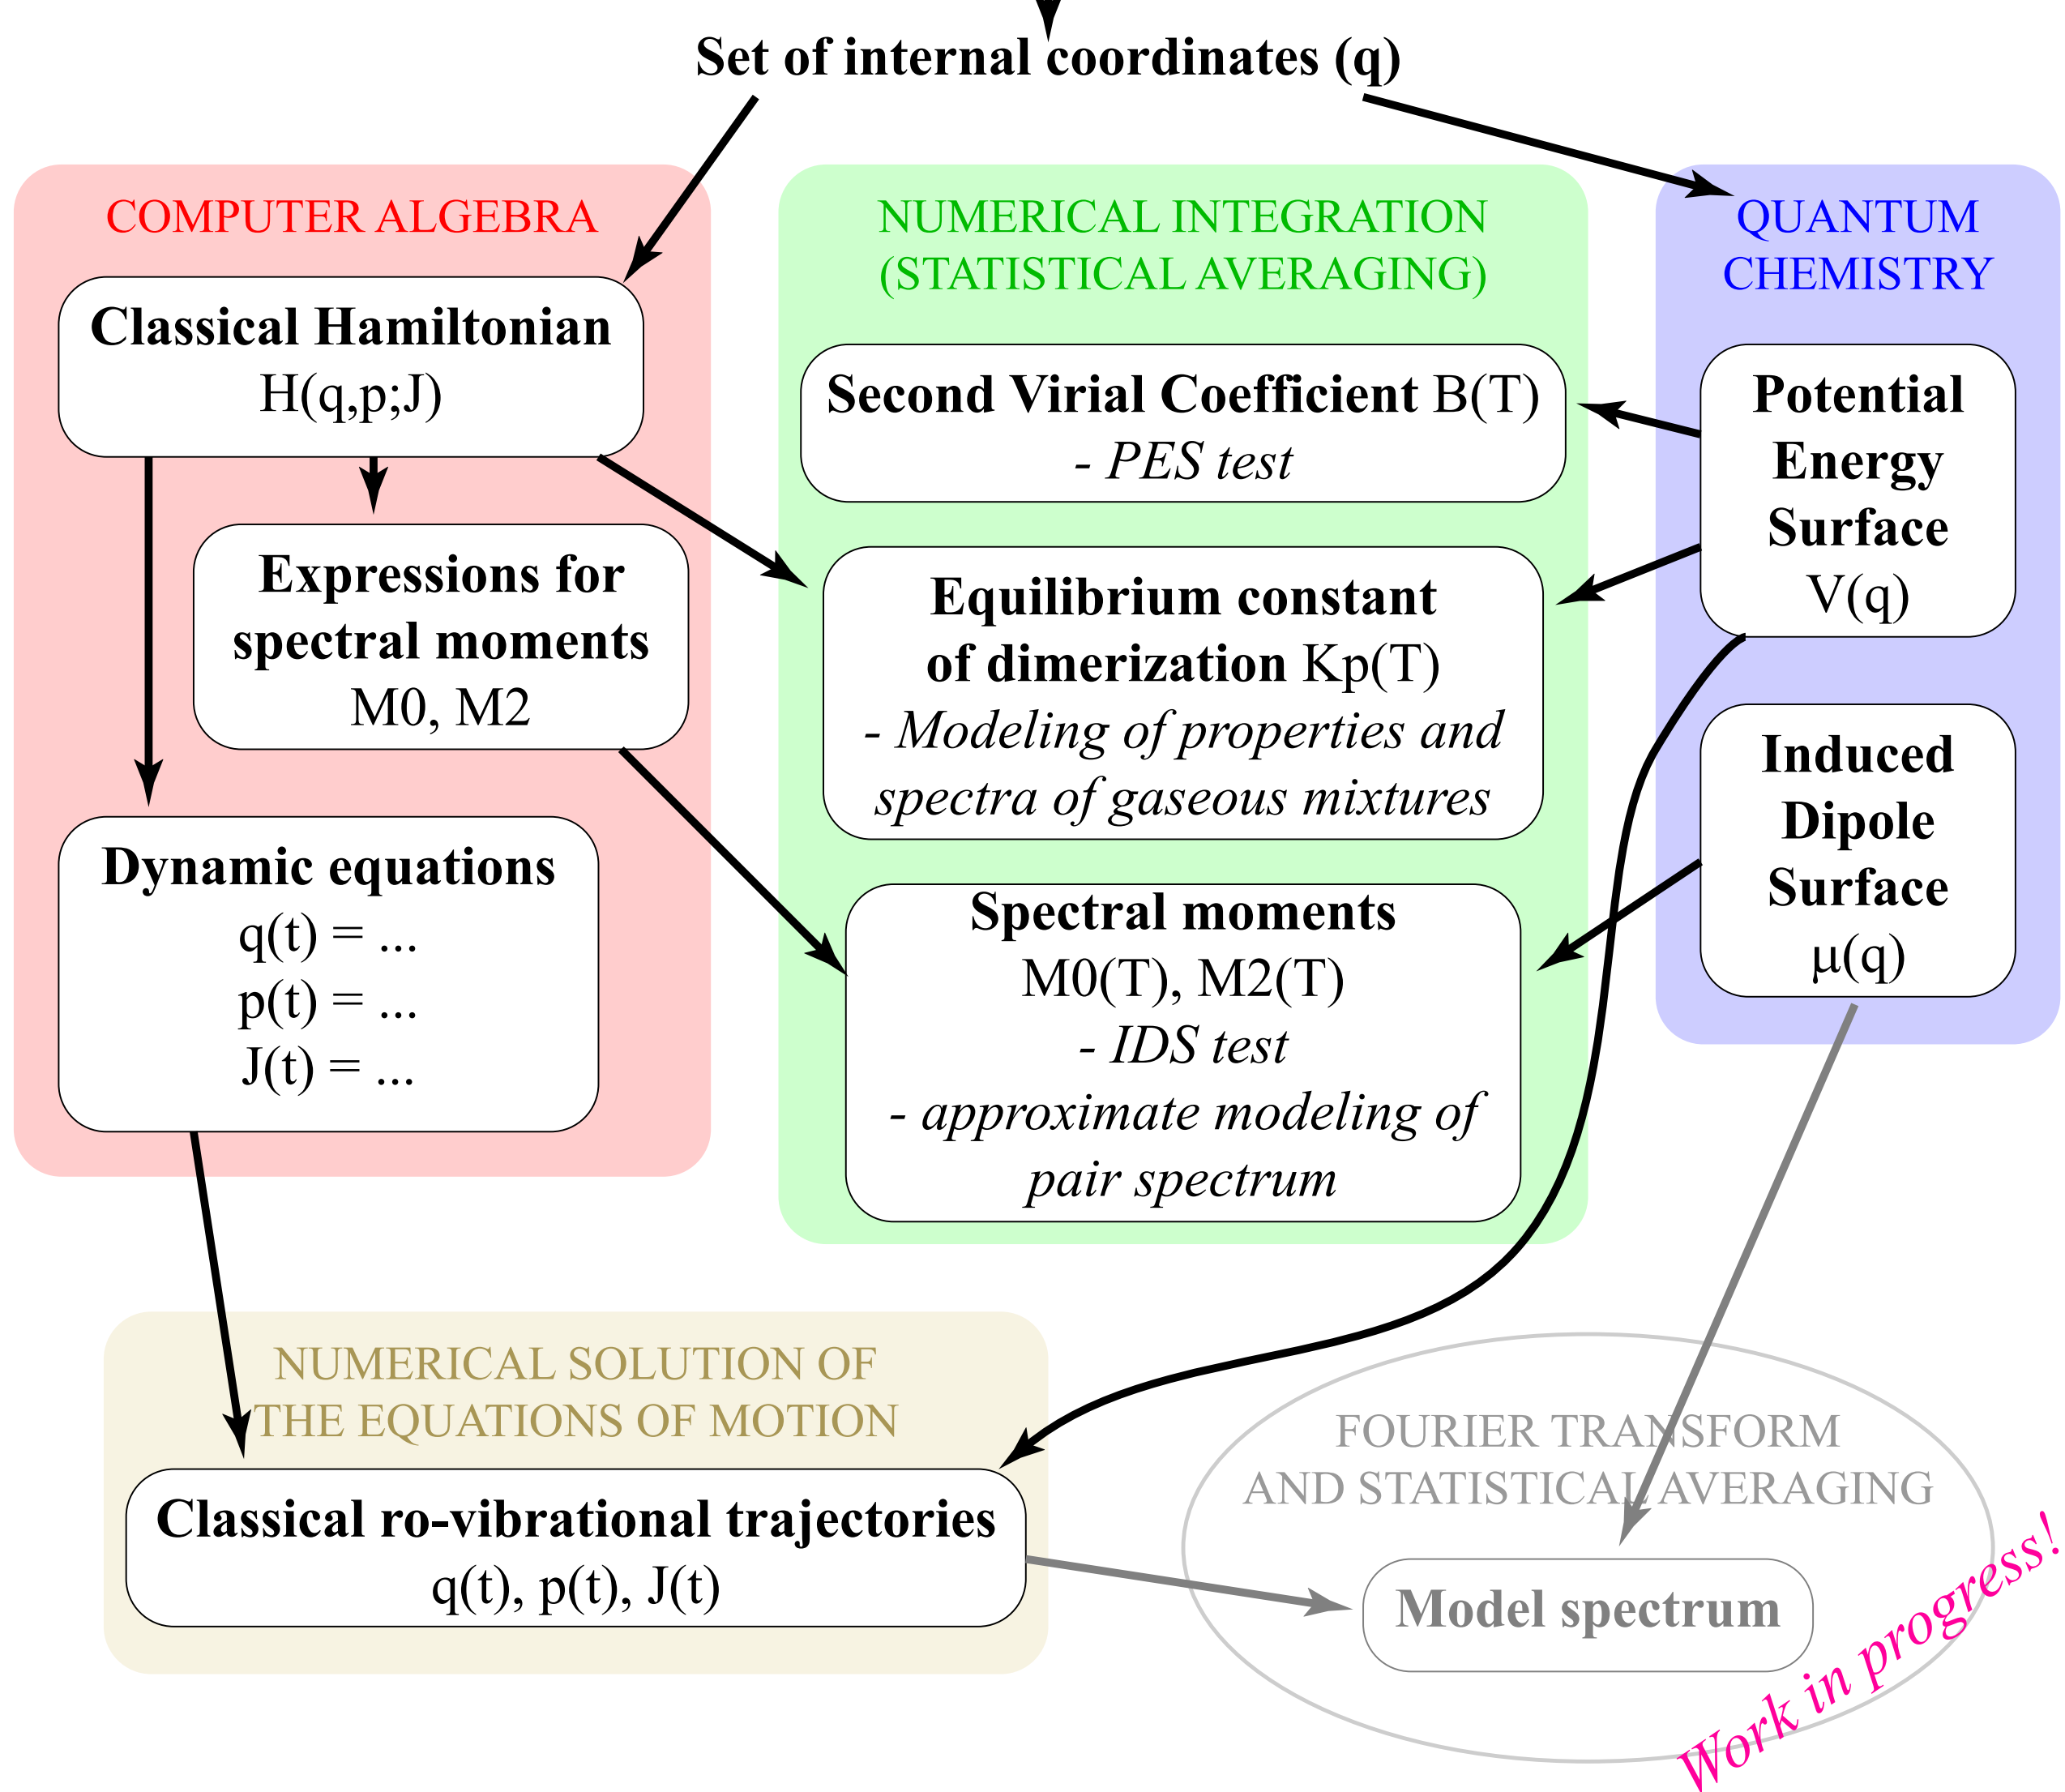 Set of internal coordinates (q)
COMPUTER ALGEBRA
Classical Hamiltonian
H(q,p;J)
Expressions for
spectral moments
M0, M2
Dynamic equations
q(t) = ...
p(t) = ...
J(t) = ...
NUMERICAL INTEGRATION
(STATISTICAL AVERAGING)
Second Virial Coefficient B(T)
- PES test
Equilibrium constant
of dimerization Kp(T)
- Modeling of properties and
spectra of gaseous mixtures
Spectral moments
M0(T), M2(T)
- IDS test
- approximate modeling of
pair spectrum
QUANTUM
CHEMISTRY
Potential
Energy
Surface
V(q)
Induced
Dipole
Surface
μ(q)
NUMERICAL SOLUTION OF
THE EQUATIONS OF MOTION
Classical ro-vibrational trajectories
q(t), p(t), J(t)
FOURIER TRANSFORM
AND STATISTICAL AVERAGING
Model spectrum
Work in progress!